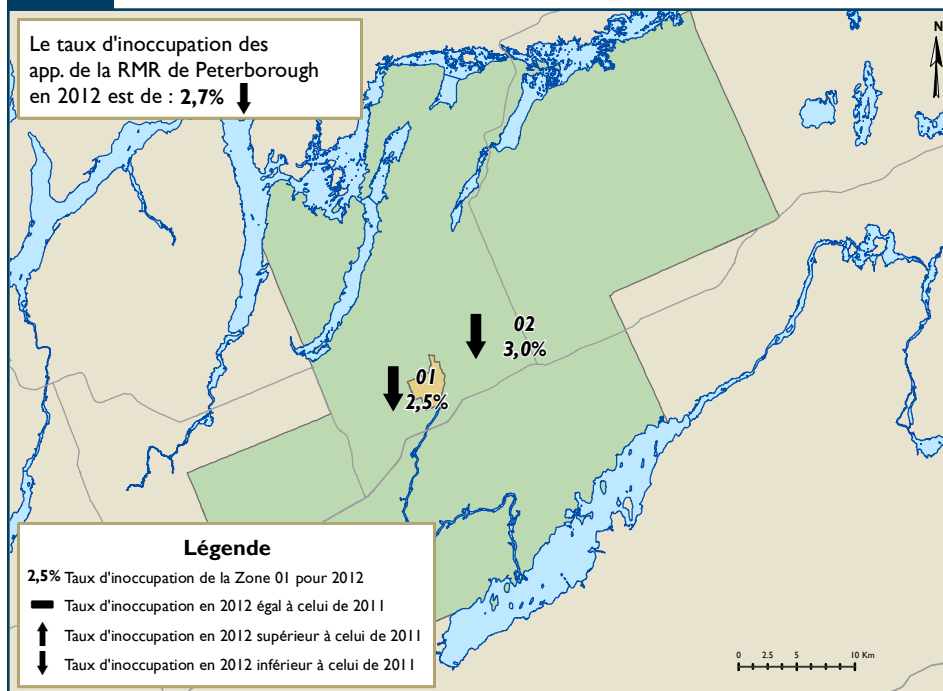 Le taux d'inoccupation des
app. de la RMR de Peterborough
en 2012 est de : 2,7%
N
02
3,0%
01
2,5%
Légende
2,5% Taux d'inoccupation de la Zone 01 pour 2012
Taux d'inoccupation en 2012 égal à celui de 2011
Taux d'inoccupation en 2012 supérieur à celui de 2011
Taux d'inoccupation en 2012 inférieur à celui de 2011
0 2.5 5 10 Km